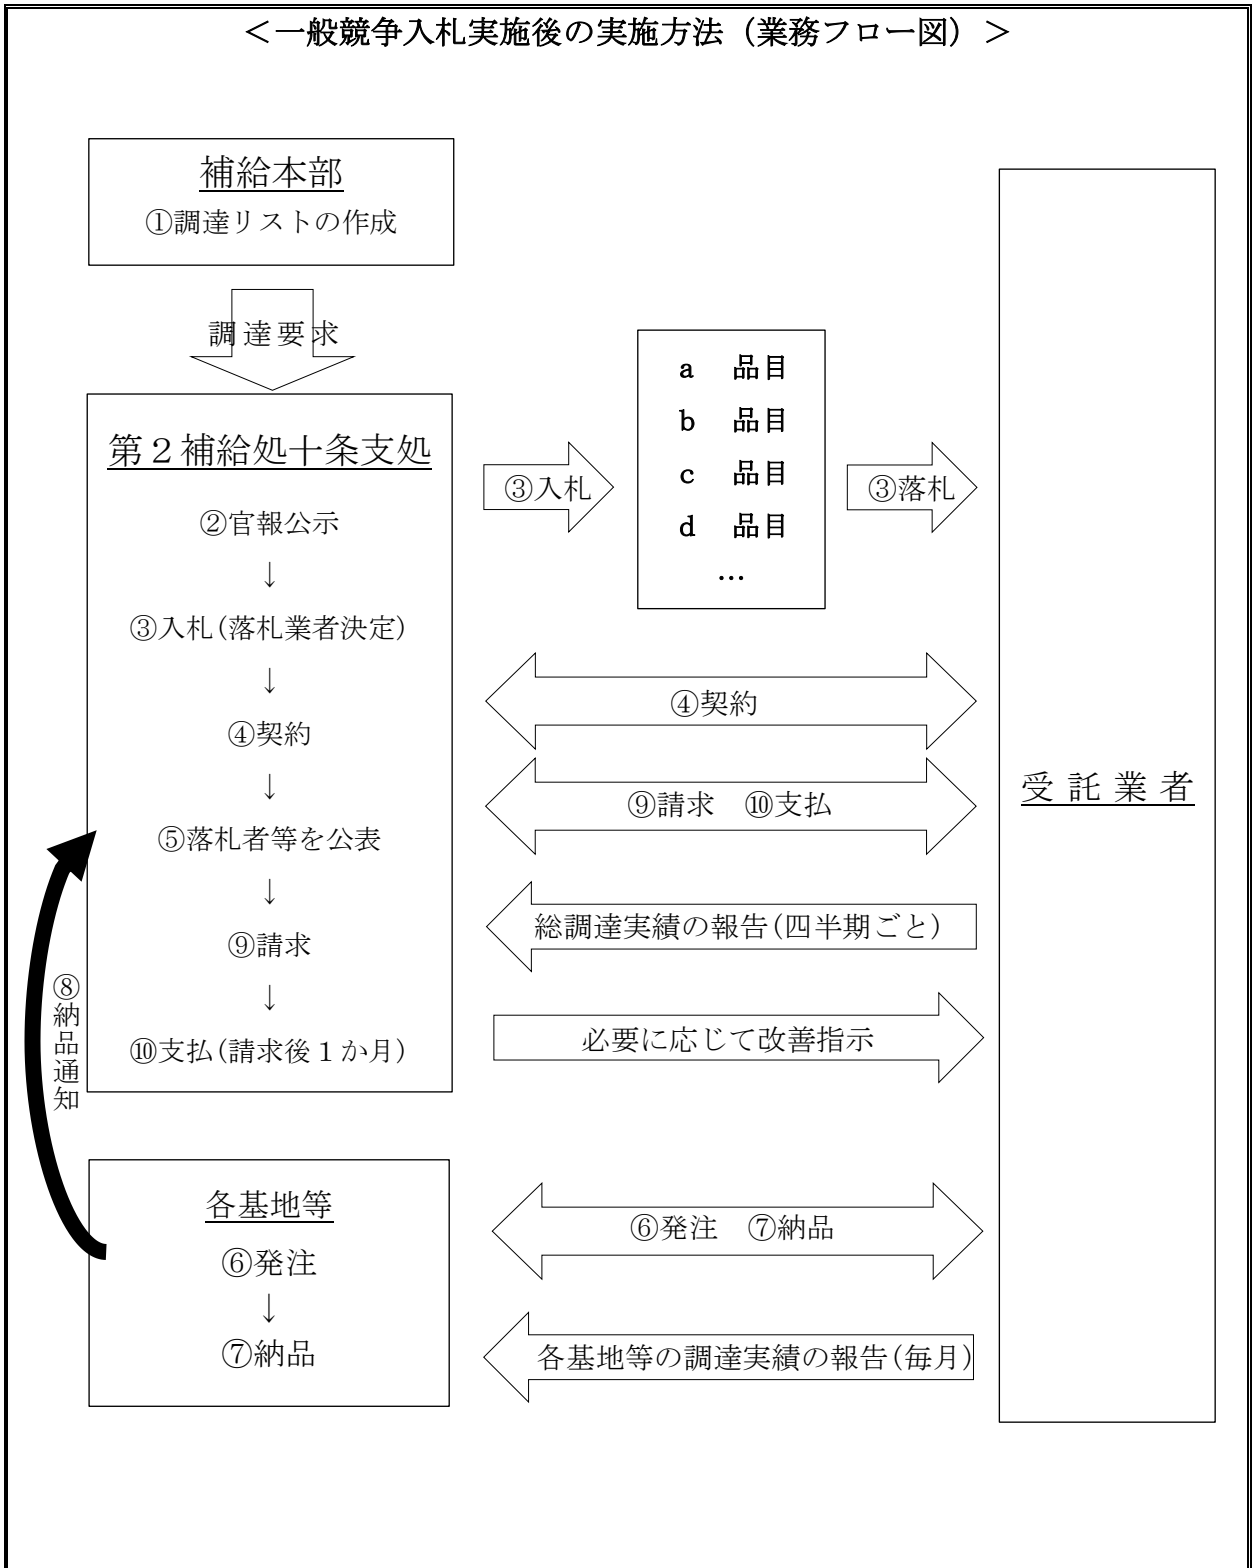 ＜一般競争入札実施後の実施方法（業務フロー図）＞
補給本部
①調達リストの作成
調達要求
第２補給処十条支処
②官報公示
↓
③入札(落札業者決定)
↓
④契約
↓
⑤落札者等を公表
↓
⑨請求
↓
⑩支払(請求後１か月)
③入札
a　品目
b　品目
c　品目
d　品目
…
③落札
④契約
⑨請求　⑩支払
総調達実績の報告(四半期ごと)
必要に応じて改善指示
受託業者
⑧納品通知
各基地等
⑥発注
↓
⑦納品
⑥発注　⑦納品
各基地等の調達実績の報告(毎月)